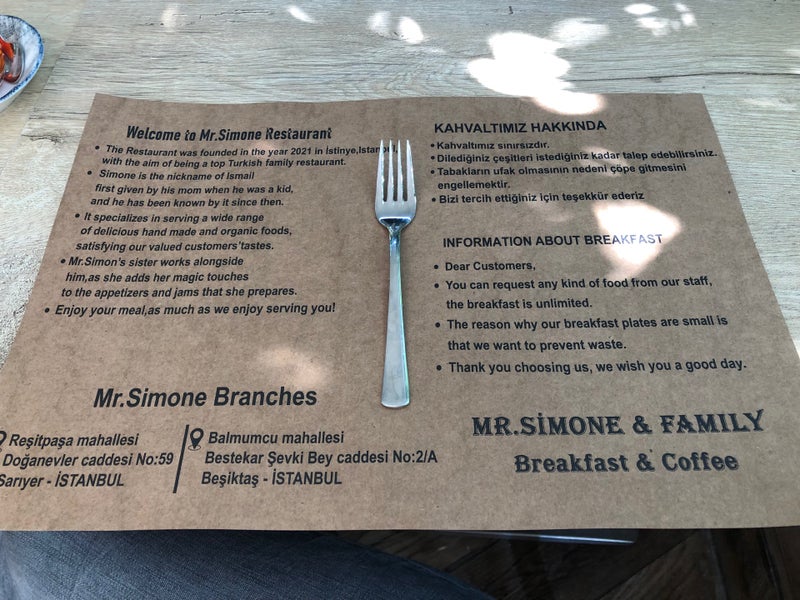 Welcome to Mr.Simone Restaurant
• The Restaurant was founded in the year 2021 in İstinye,Istanbul,
with the aim of being a top Turkish family restaurant.
• Simone is the nickname of Ismail
first given by his mom when he was a kid,
and he has been known by it since then.
• It specializes in serving a wide range
of delicious hand made and organic foods,
satisfying our valued customers'tastes.
• Mr.Simon's sister works alongside
him,as she adds her magic touches
to the appetizers and jams that she prepares.
• Enjoy your meal,as much as we enjoy serving you!
Mr.Simone Branches
Reşitpaşa mahallesi
Doğanevler caddesi No:59
Sarıyer - İSTANBUL
Balmumcu mahallesi
Bestekar Şevki Bey caddesi No:2/A
Beşiktaş - İSTANBUL
KAHVALTIMIZ HAKKINDA
• Kahvaltımız sınırsızdır.
• Dilediğiniz çeşitleri istediğiniz kadar talep edebilirsiniz.
• Tabakların ufak olmasının nedeni çöpe gitmesini
engellemektir.
• Bizi tercih ettiğiniz için teşekkür ederiz
INFORMATION ABOUT BREAKFAST
• Dear Customers,
• You can request any kind of food from our staff,
the breakfast is unlimited.
• The reason why our breakfast plates are small is
that we want to prevent waste.
• Thank you choosing us, we wish you a good day.
MR.SİMONE & FAMILY
Breakfast & Coffee